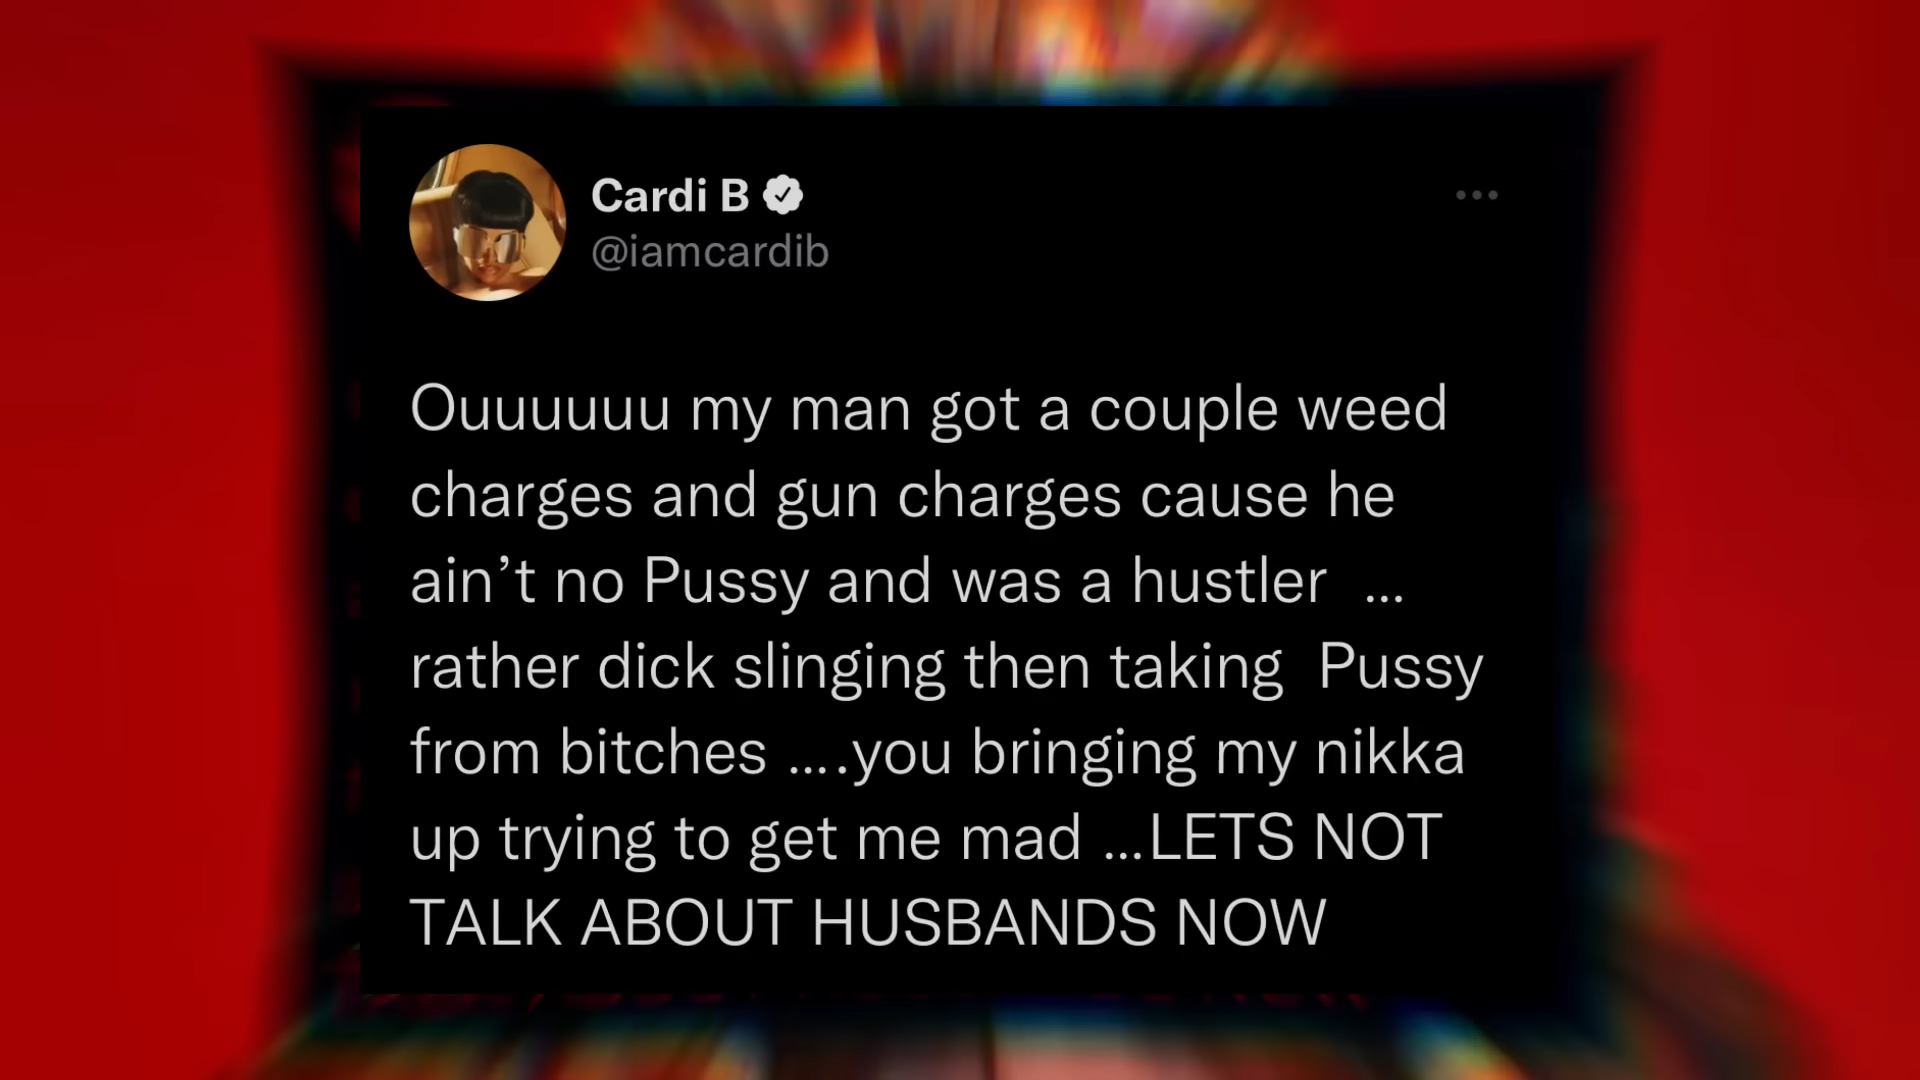 Cardi B
@iamcardib
Ouuuuuu my man got a couple weed
charges and gun charges cause he
ain’t no Pussy and was a hustler ...
rather dick slinging then taking Pussy
from bitches ....you bringing my nikka
up trying to get me mad ...LETS NOT
TALK ABOUT HUSBANDS NOW